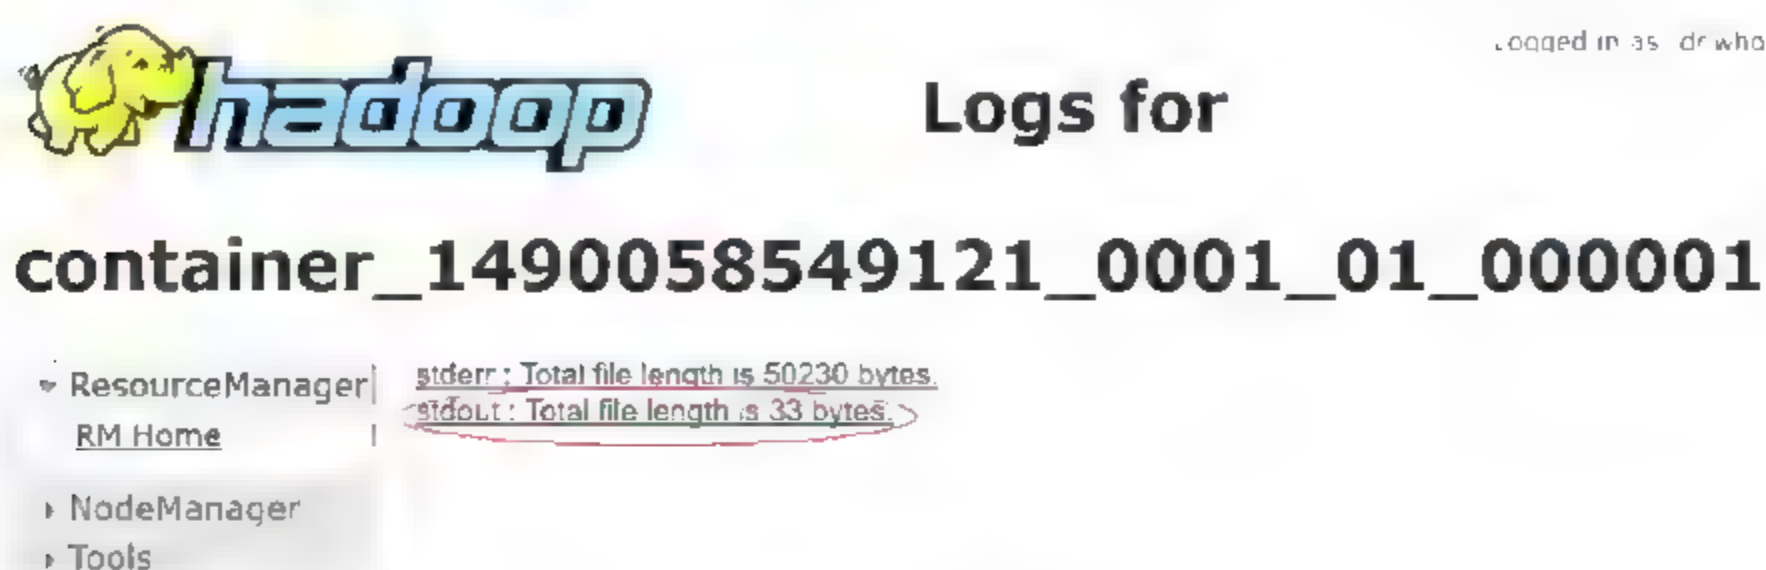 hadoop
Logged in as: dr.who
Logs for
container_1490058549121_0001_01_000001
ResourceManager
RM Home
NodeManager
Tools
stderr : Total file length is 50230 bytes.
stdout : Total file length is 33 bytes.